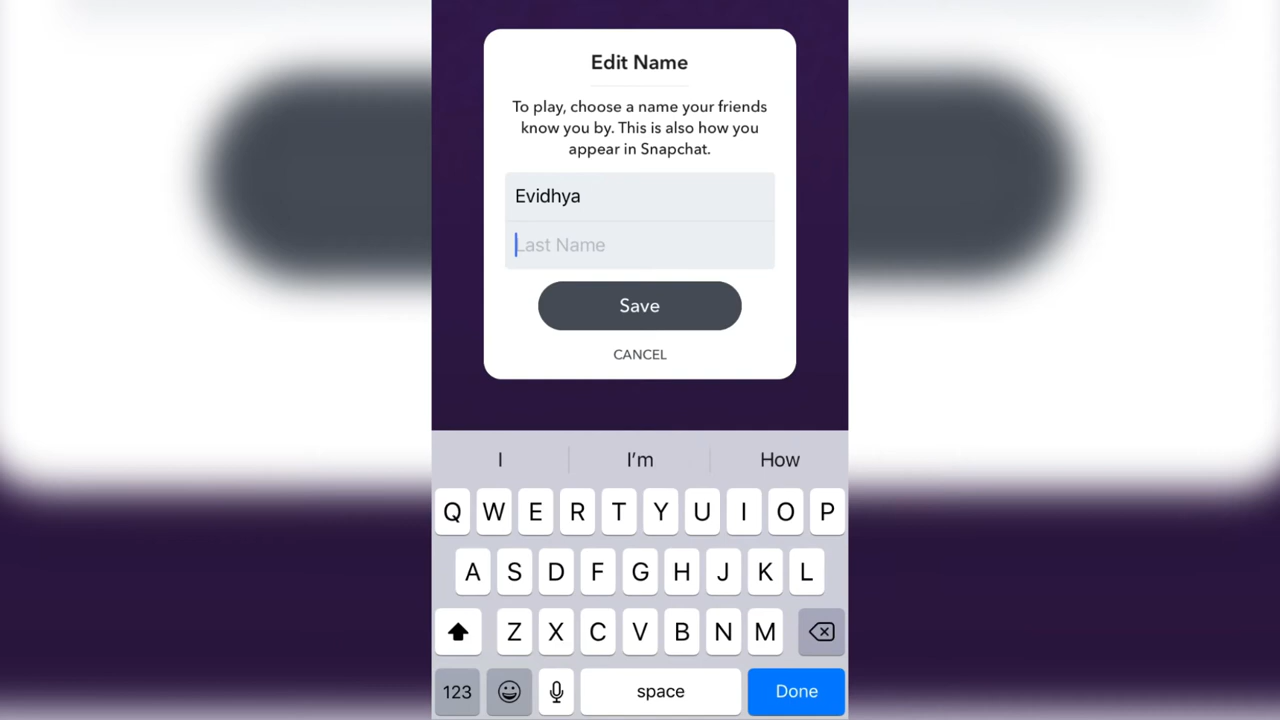 Edit Name
To play, choose a name your friends
know you by. This is also how you
appear in Snapchat.
Evidhya
Last Name
Save
CANCEL
I I’m How
Q W E R T Y U I O P
A S D F G H J K L
Z X C V B N M
123 space Done